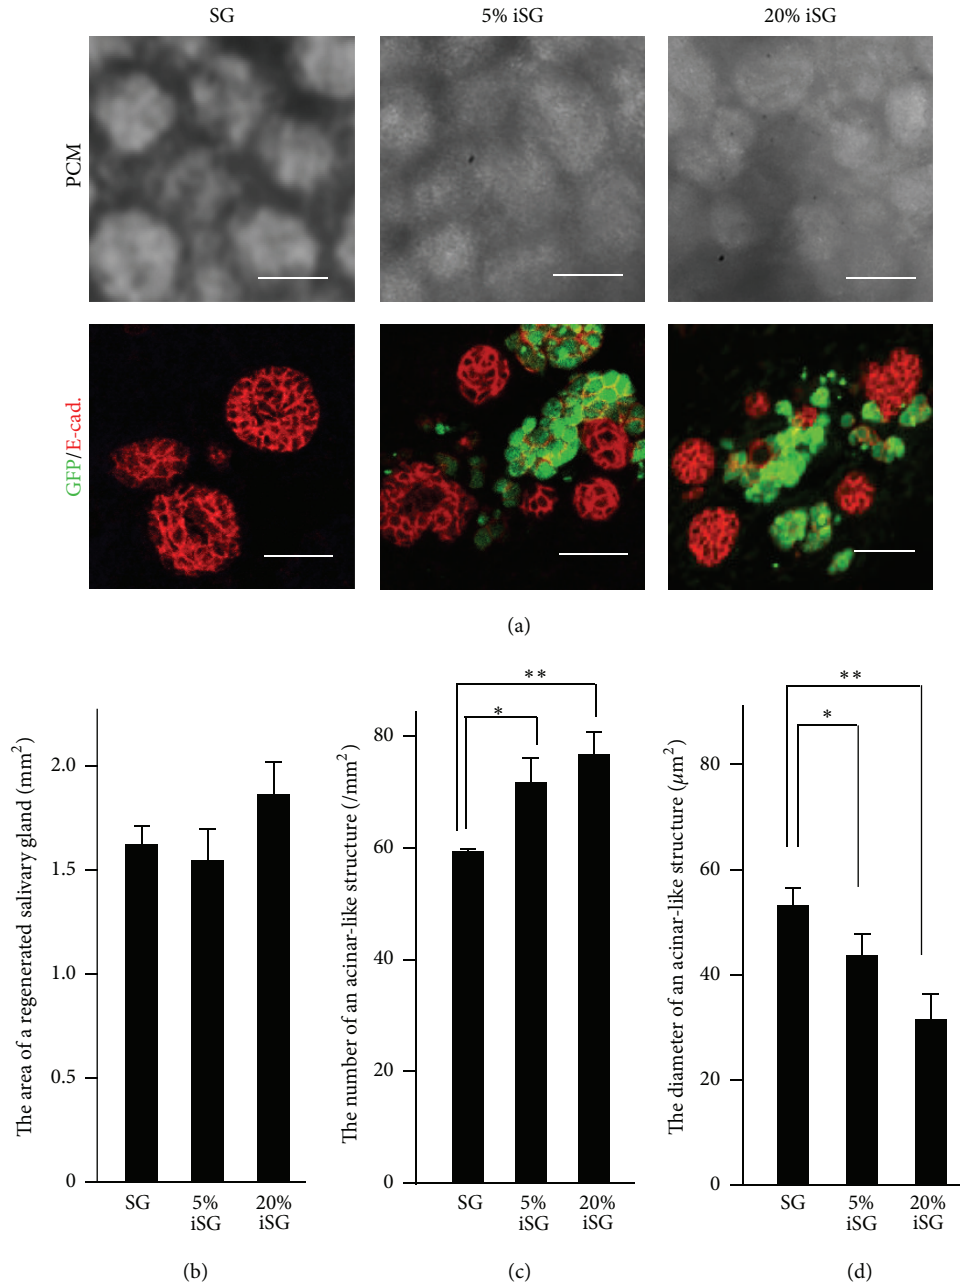 SG
5% iSG
20% iSG
PCM
GFP/E-cad.
(a)
The area of a regenerated salivary gland (mm²)
2.0
1.5
1.0
0.5
0
SG
5% iSG
20% iSG
(b)
The number of an acinar-like structure (/mm²)
80
60
40
20
0
**
*
SG
5% iSG
20% iSG
(c)
The diameter of an acinar-like structure (μm²)
80
60
40
20
0
**
*
SG
5% iSG
20% iSG
(d)